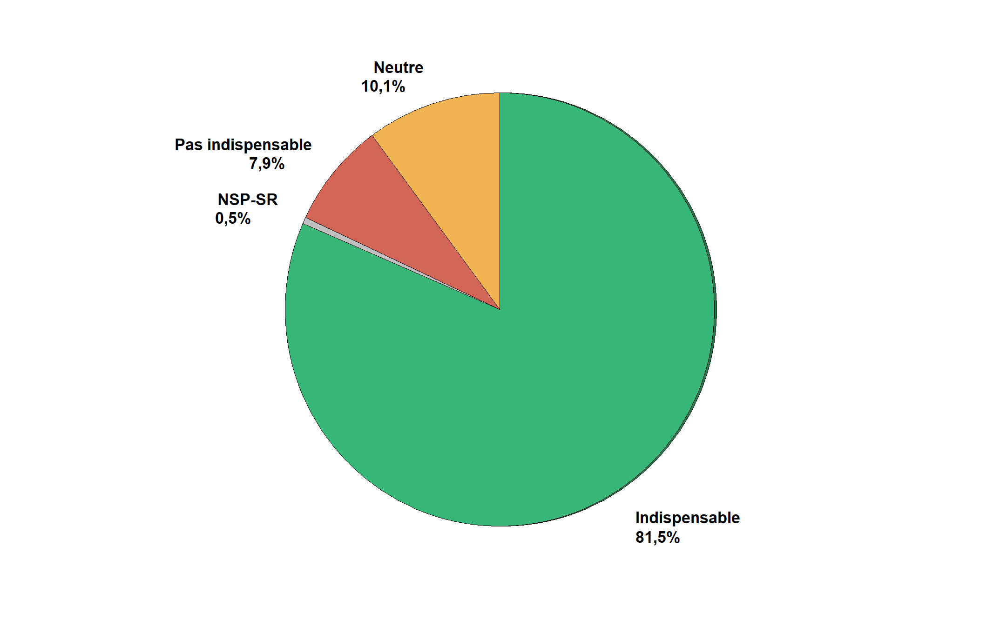 Neutre
10,1%
Pas indispensable
7,9%
NSP-SR
0,5%
Indispensable
81,5%